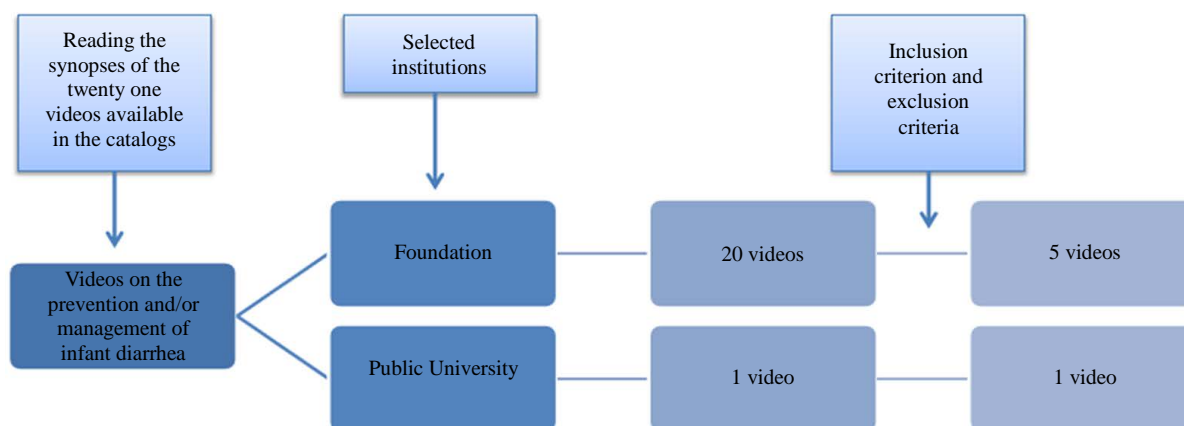 Reading the
synopses of the
twenty one
videos available
in the catalogs
Selected
institutions
Inclusion
criterion and
exclusion
criteria
Videos on the
prevention and/or
management of
infant diarrhea
Foundation
20 videos
5 videos
Public University
1 video
1 video